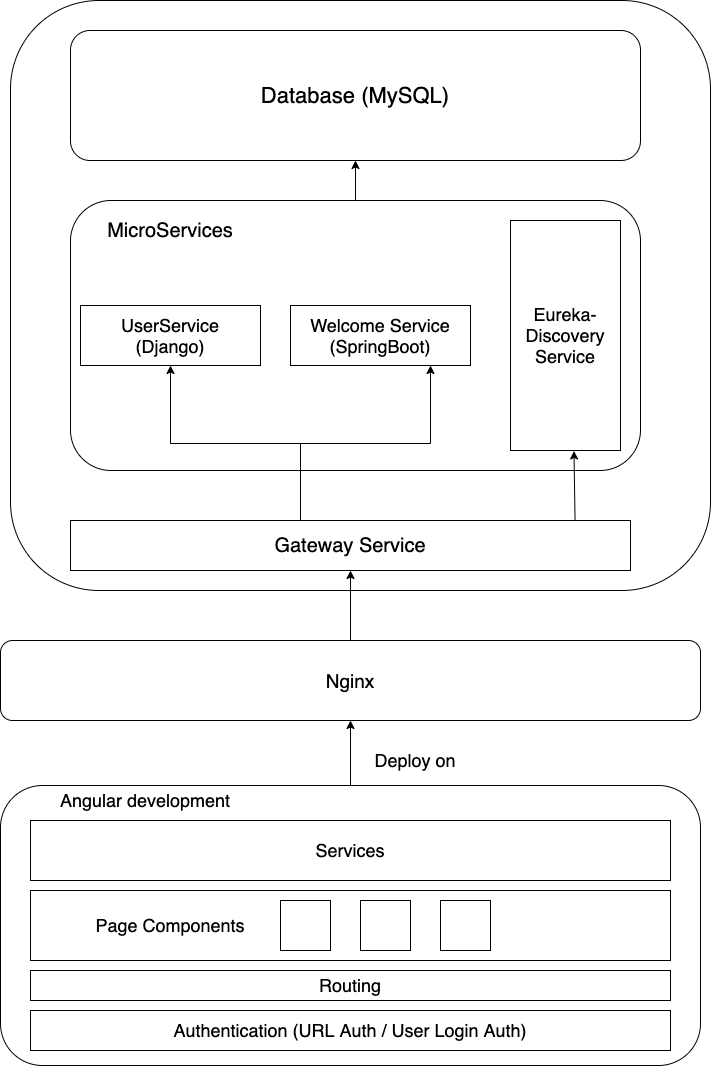 Database (MySQL)
MicroServices
UserService
(Django)
Welcome Service
(SpringBoot)
Eureka-
Discovery
Service
Gateway Service
Nginx
Deploy on
Angular development
Services
Page Components
Routing
Authentication (URL Auth / User Login Auth)